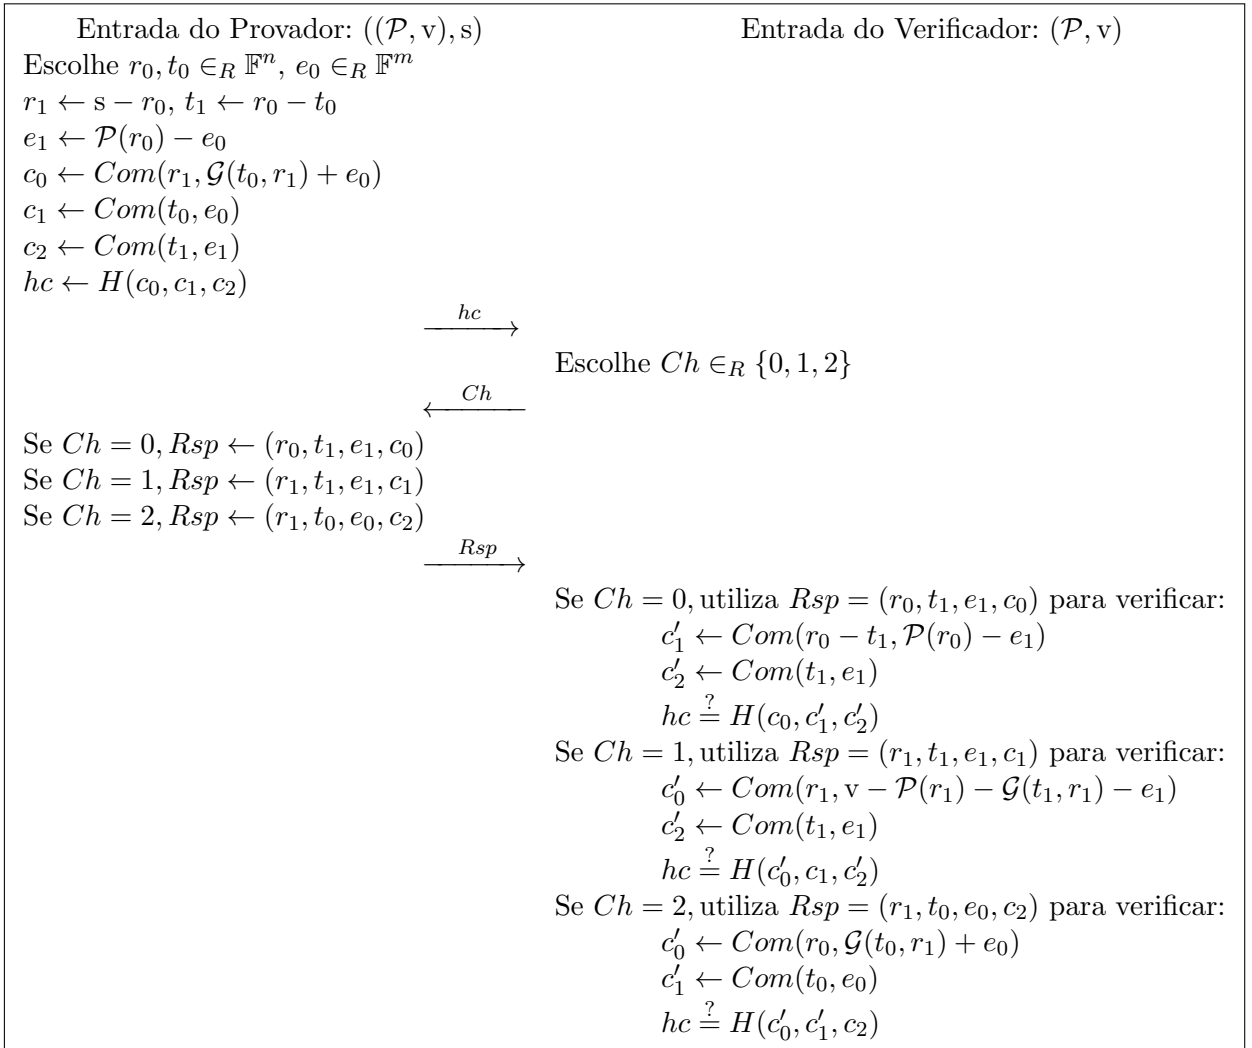 Entrada do Provador: ((𝒫, v), s) Entrada do Verificador: (𝒫, v)
Escolhe r₀, t₀ ∈_R 𝔽ⁿ, e₀ ∈_R 𝔽ᵐ
r₁ ← s − r₀, t₁ ← r₀ − t₀
e₁ ← 𝒫(r₀) − e₀
c₀ ← Com(r₁, 𝒢(t₀, r₁) + e₀)
c₁ ← Com(t₀, e₀)
c₂ ← Com(t₁, e₁)
hc ← H(c₀, c₁, c₂)
hc
⟶
Escolhe Ch ∈_R {0, 1, 2}
Ch
⟵
Se Ch = 0, Rsp ← (r₀, t₁, e₁, c₀)
Se Ch = 1, Rsp ← (r₁, t₁, e₁, c₁)
Se Ch = 2, Rsp ← (r₁, t₀, e₀, c₂)
Rsp
⟶
Se Ch = 0, utiliza Rsp = (r₀, t₁, e₁, c₀) para verificar:
c′₁ ← Com(r₀ − t₁, 𝒫(r₀) − e₁)
c′₂ ← Com(t₁, e₁)
hc ≟ H(c₀, c′₁, c′₂)
Se Ch = 1, utiliza Rsp = (r₁, t₁, e₁, c₁) para verificar:
c′₀ ← Com(r₁, v − 𝒫(r₁) − 𝒢(t₁, r₁) − e₁)
c′₂ ← Com(t₁, e₁)
hc ≟ H(c′₀, c₁, c′₂)
Se Ch = 2, utiliza Rsp = (r₁, t₀, e₀, c₂) para verificar:
c′₀ ← Com(r₀, 𝒢(t₀, r₁) + e₀)
c′₁ ← Com(t₀, e₀)
hc ≟ H(c′₀, c′₁, c₂)